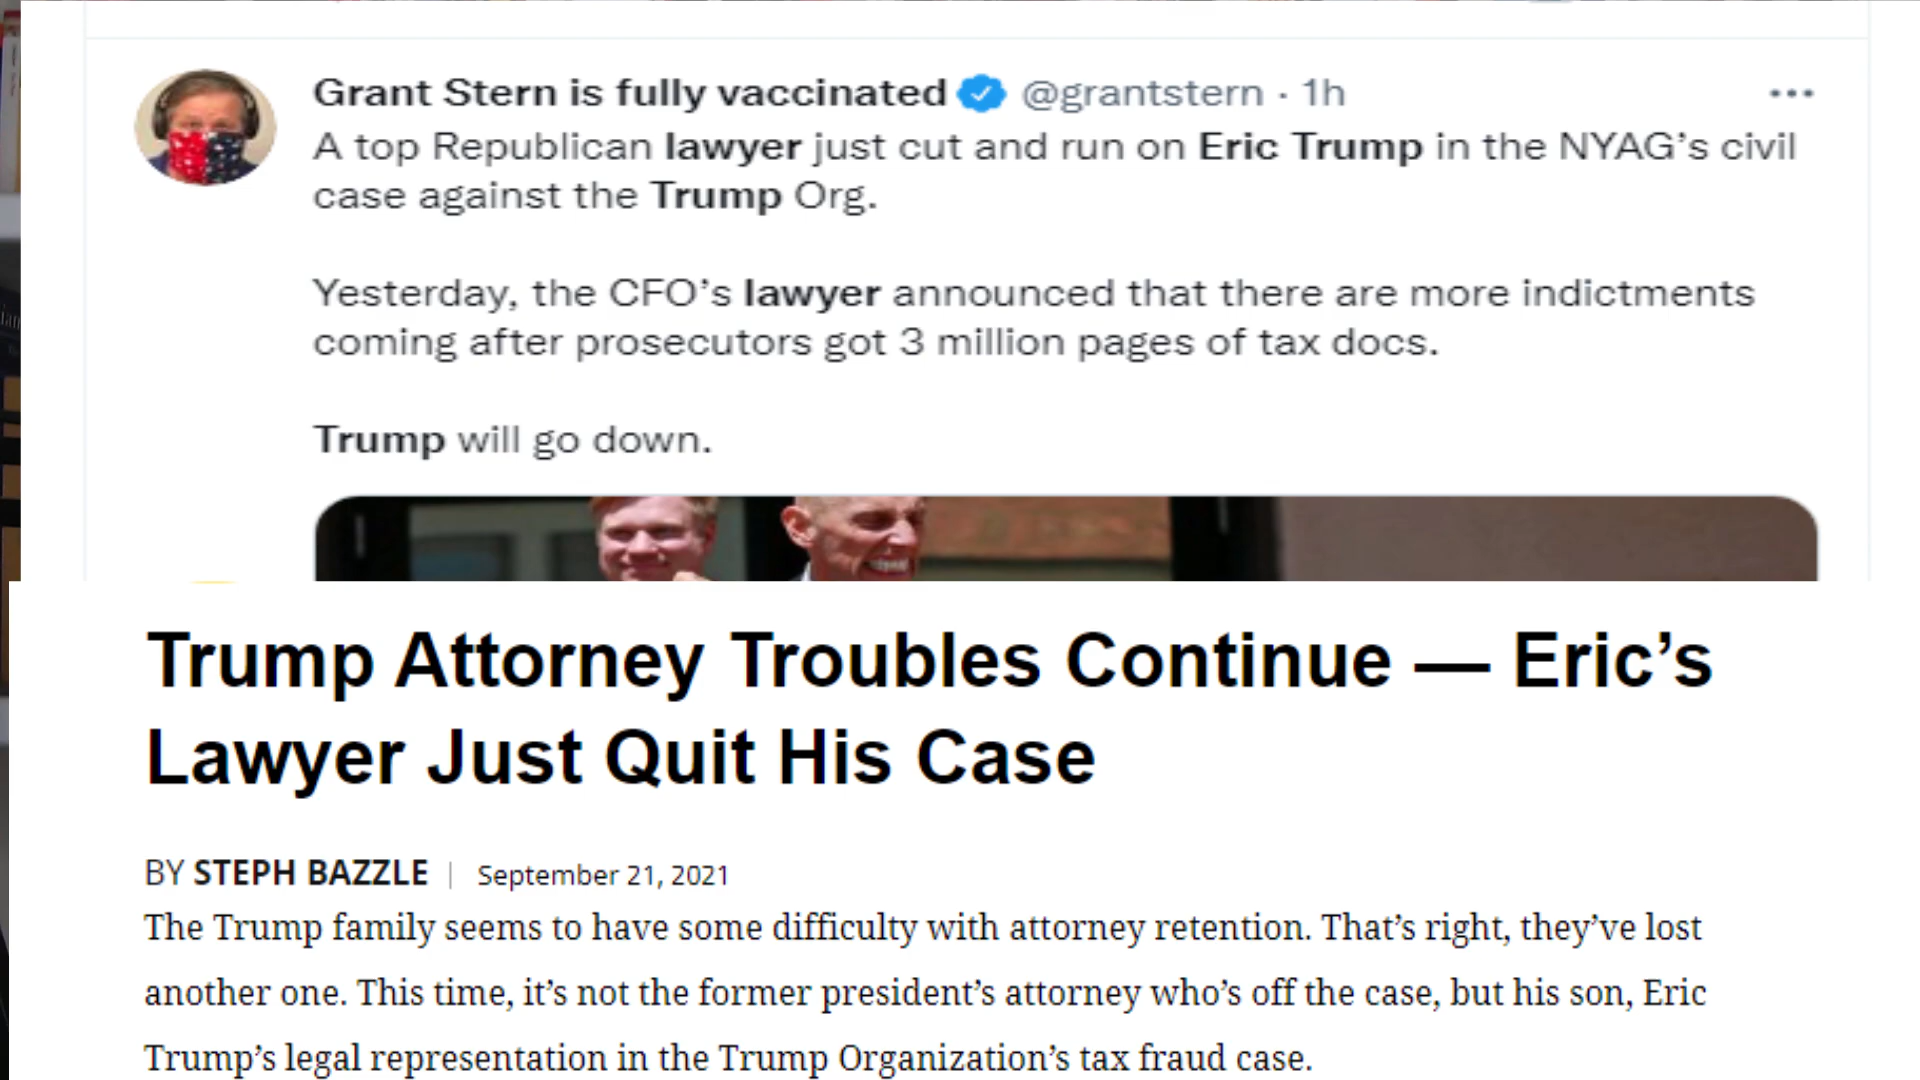 Grant Stern is fully vaccinated @grantstern · 1h
A top Republican lawyer just cut and run on Eric Trump in the NYAG’s civil
case against the Trump Org.
Yesterday, the CFO’s lawyer announced that there are more indictments
coming after prosecutors got 3 million pages of tax docs.
Trump will go down.
Trump Attorney Troubles Continue — Eric’s
Lawyer Just Quit His Case
BY STEPH BAZZLE | September 21, 2021
The Trump family seems to have some difficulty with attorney retention. That’s right, they’ve lost
another one. This time, it’s not the former president’s attorney who’s off the case, but his son, Eric
Trump’s legal representation in the Trump Organization’s tax fraud case.